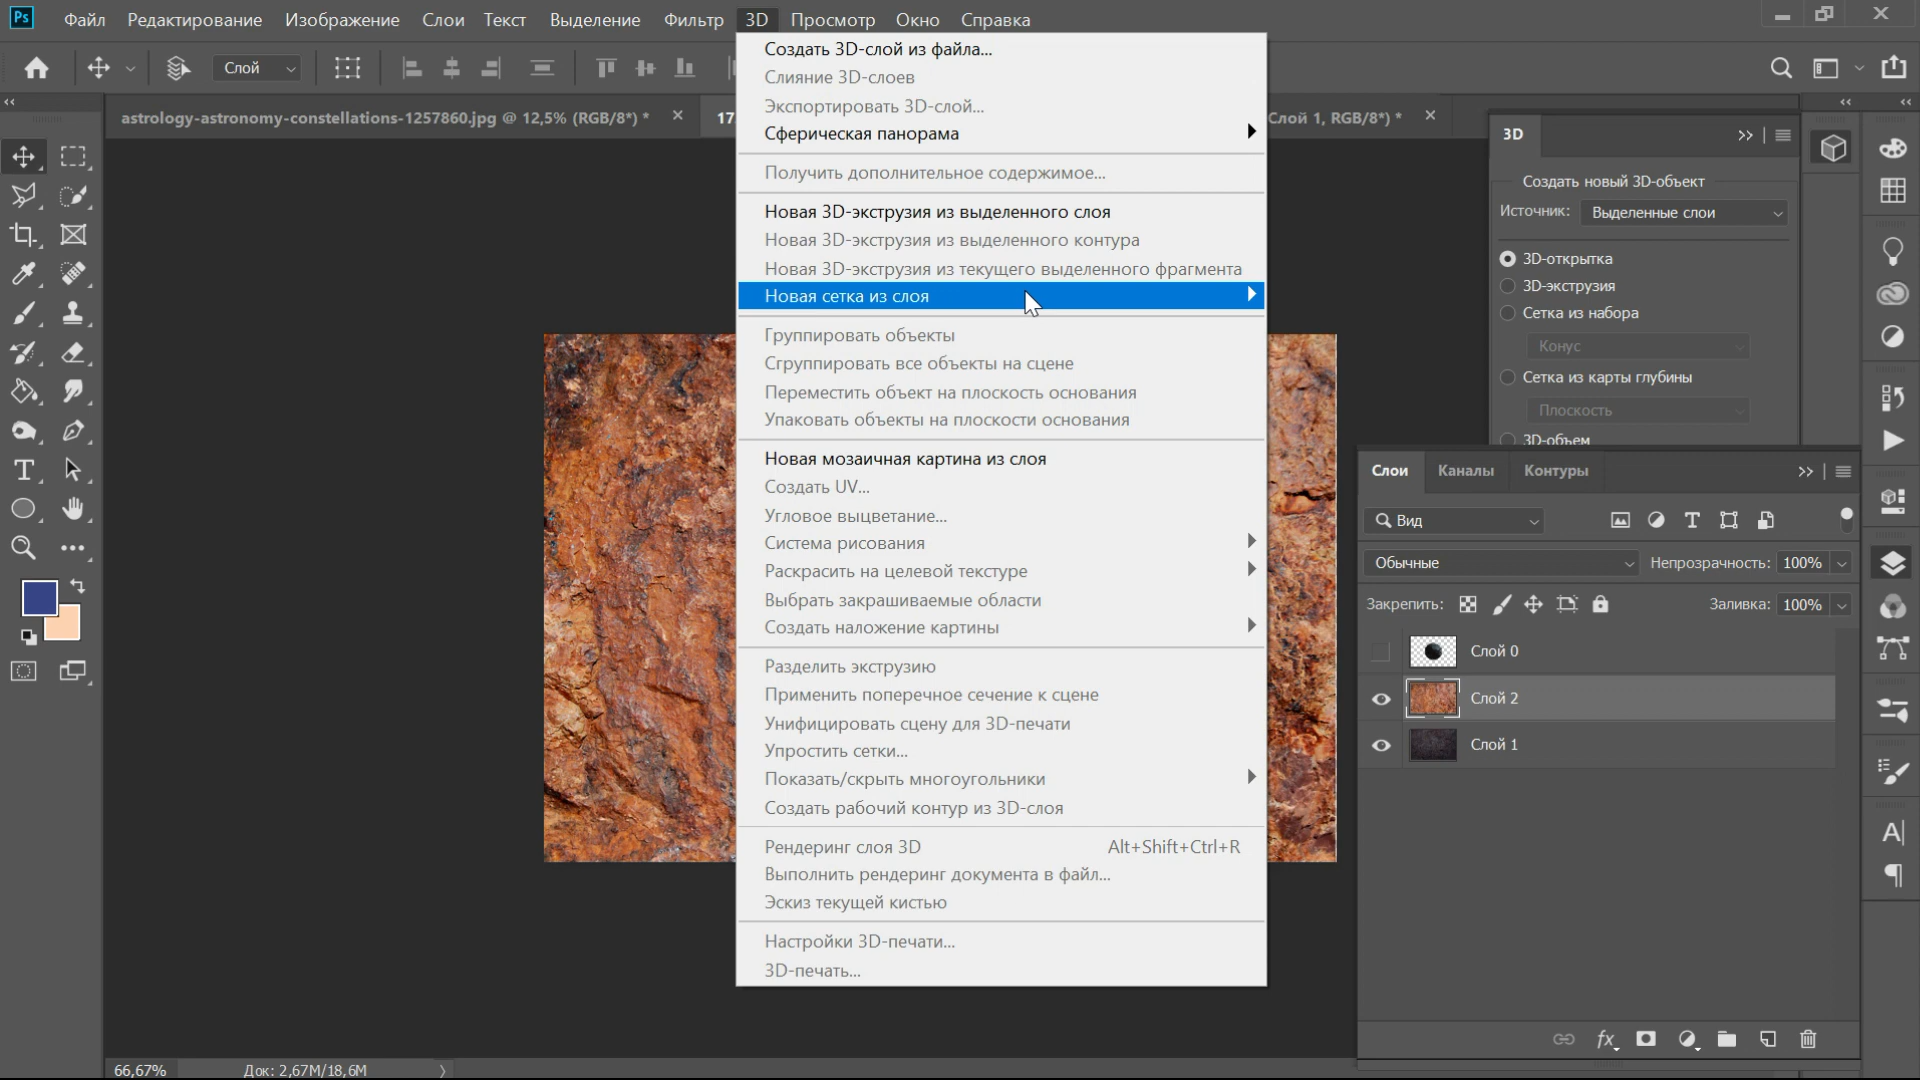 Ps Файл Редактирование Изображение Слои Текст Выделение Фильтр 3D Просмотр Окно Справка
Слой
astrology-astronomy-constellations-1257860.jpg @ 12,5% (RGB/8*) *
17
Слой 1, RGB/8*) *
Создать 3D-слой из файла...
Слияние 3D-слоев
Экспортировать 3D-слой...
Сферическая панорама
Получить дополнительное содержимое...
Новая 3D-экструзия из выделенного слоя
Новая 3D-экструзия из выделенного контура
Новая 3D-экструзия из текущего выделенного фрагмента
Новая сетка из слоя
Группировать объекты
Сгруппировать все объекты на сцене
Переместить объект на плоскость основания
Упаковать объекты на плоскости основания
Новая мозаичная картина из слоя
Создать UV...
Угловое выцветание...
Система рисования
Раскрасить на целевой текстуре
Выбрать закрашиваемые области
Создать наложение картины
Разделить экструзию
Применить поперечное сечение к сцене
Унифицировать сцену для 3D-печати
Упростить сетки...
Показать/скрыть многоугольники
Создать рабочий контур из 3D-слоя
Рендеринг слоя 3D Alt+Shift+Ctrl+R
Выполнить рендеринг документа в файл...
Эскиз текущей кистью
Настройки 3D-печати...
3D-печать...
3D
Создать новый 3D-объект
Источник: Выделенные слои
3D-открытка
3D-экструзия
Сетка из набора
Конус
Сетка из карты глубины
Плоскость
3D-объем
Слои Каналы Контуры
Вид
Обычные Непрозрачность: 100%
Закрепить: Заливка: 100%
Слой 0
Слой 2
Слой 1
fx
66,67% Док: 2,67M/18,6M